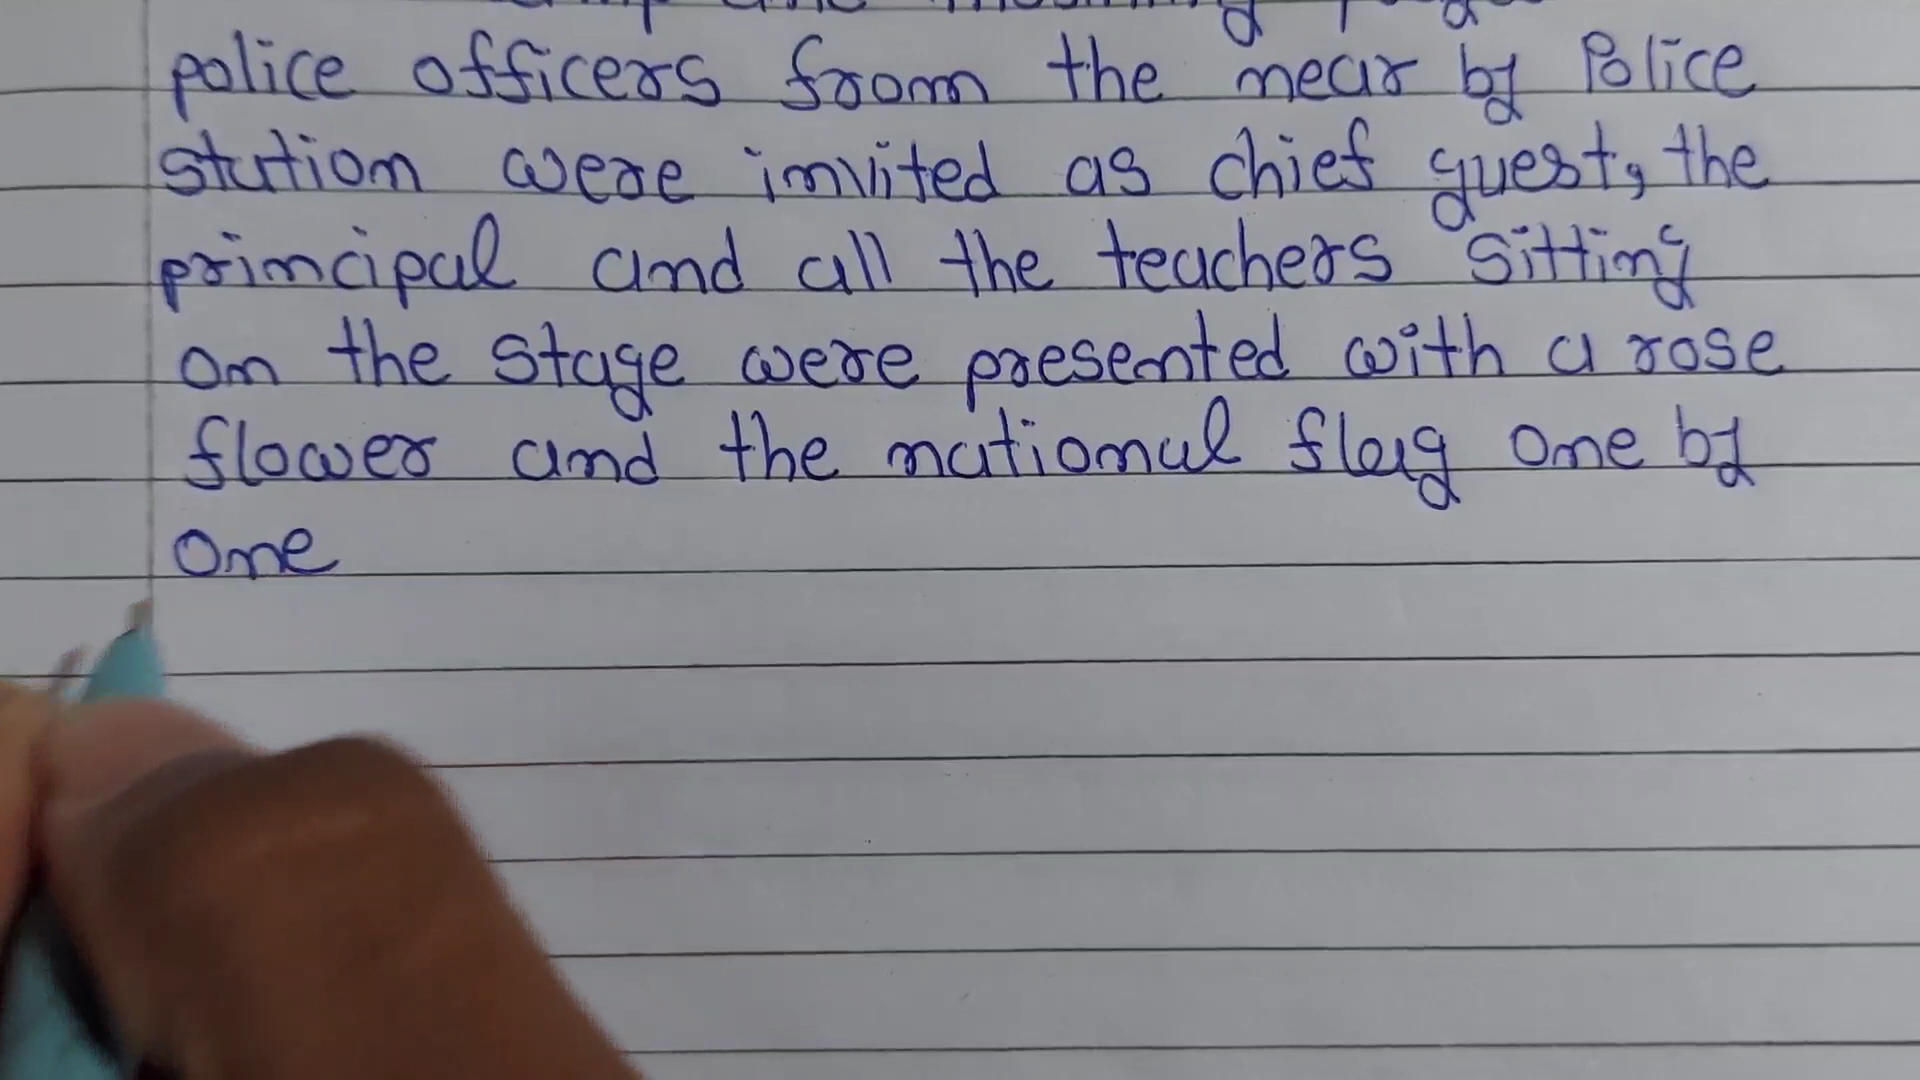 police officers from the near by Police
station were invited as chief guest, the
principal and all the teachers sitting
on the stage were presented with a rose
flower and the national flag one by
one